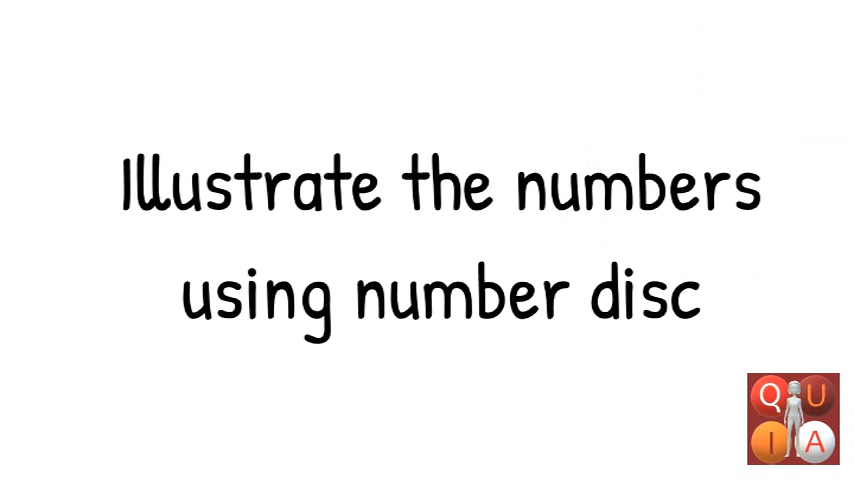 Illustrate the numbers
using number disc
Q U
I A